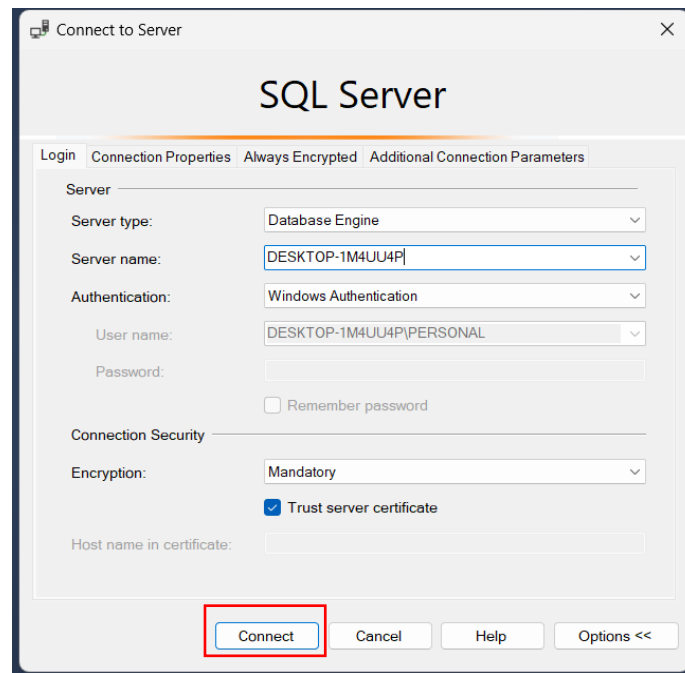 Connect to Server
SQL Server
Login Connection Properties Always Encrypted Additional Connection Parameters
Server
Server type: Database Engine
Server name: DESKTOP-1M4UU4P
Authentication: Windows Authentication
User name: DESKTOP-1M4UU4P\PERSONAL
Password:
Remember password
Connection Security
Encryption: Mandatory
Trust server certificate
Host name in certificate:
Connect Cancel Help Options <<